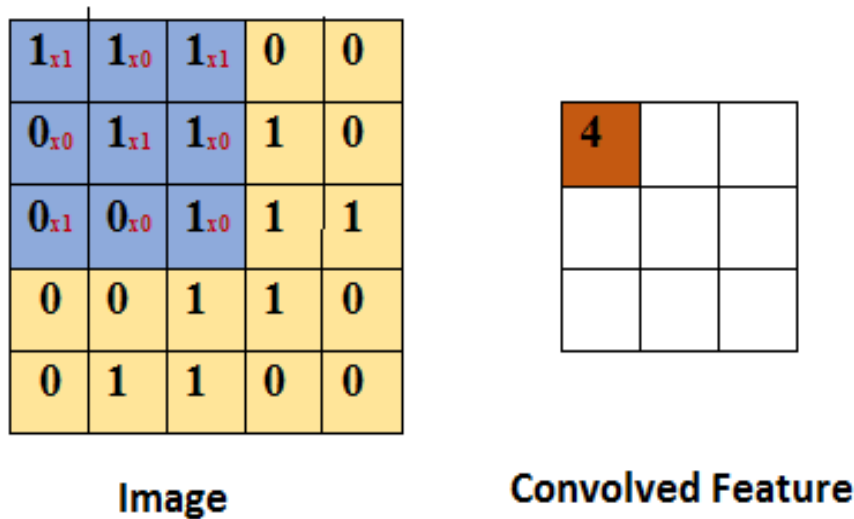 1x1 1x0 1x1 0 0
0x0 1x1 1x0 1 0
0x1 0x0 1x0 1 1
0 0 1 1 0
0 1 1 0 0
4
Image
Convolved Feature